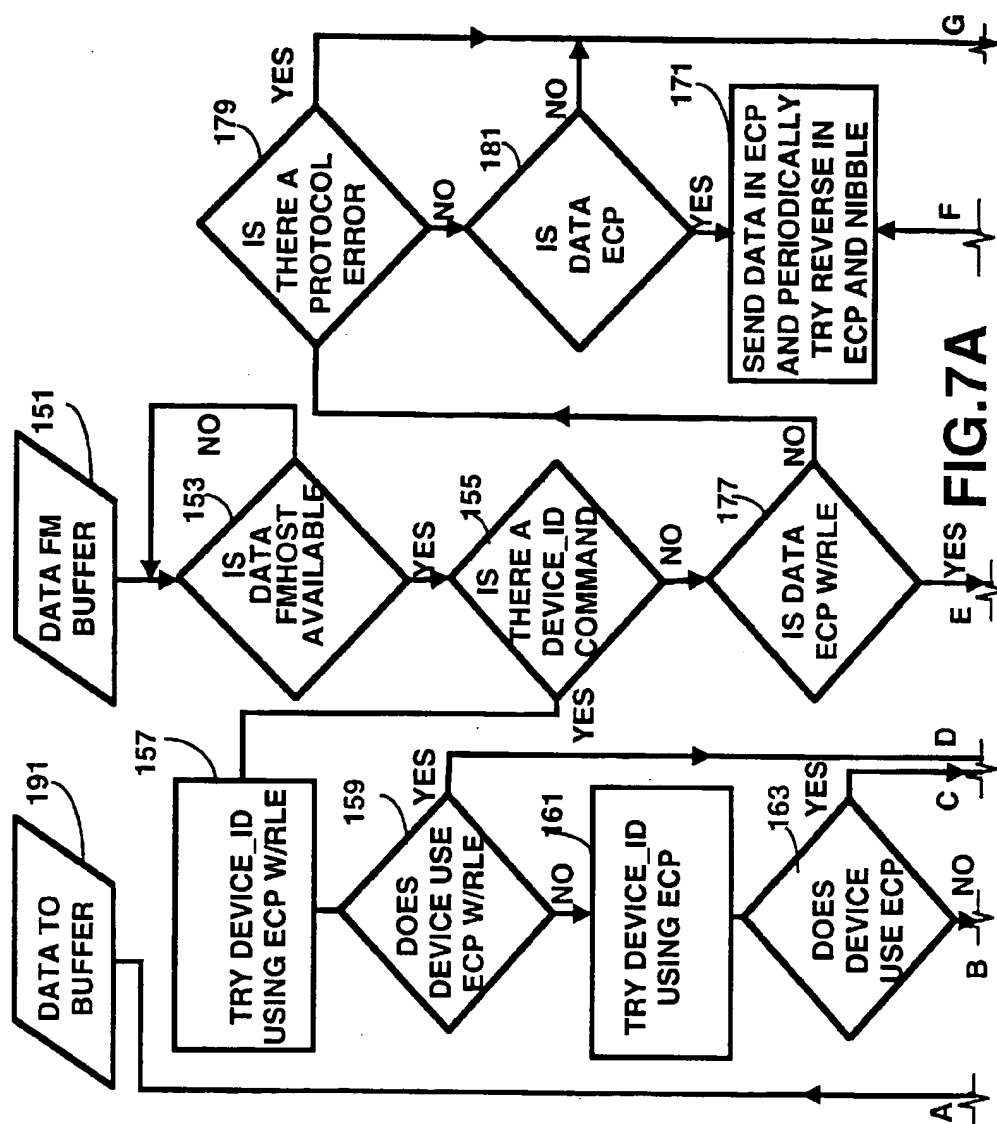 191
DATA TO
BUFFER
157
TRY DEVICE_ID
USING ECP W/RLE
159
DOES
DEVICE USE
ECP W/RLE
YES
NO
161
TRY DEVICE_ID
USING ECP
163
DOES
DEVICE
USE ECP
YES
NO
A
B
C
D
151
DATA FM
BUFFER
153
IS
DATA
FMHOST
AVAILABLE
NO
YES
155
IS
THERE A
DEVICE_ID
COMMAND
YES
NO
177
IS DATA
ECP W/RLE
NO
YES
E
179
IS
THERE A
PROTOCOL
ERROR
YES
NO
181
IS
DATA
ECP
NO
YES
171
SEND DATA IN ECP
AND PERIODICALLY
TRY REVERSE IN
ECP AND NIBBLE
F
G
FIG.7A